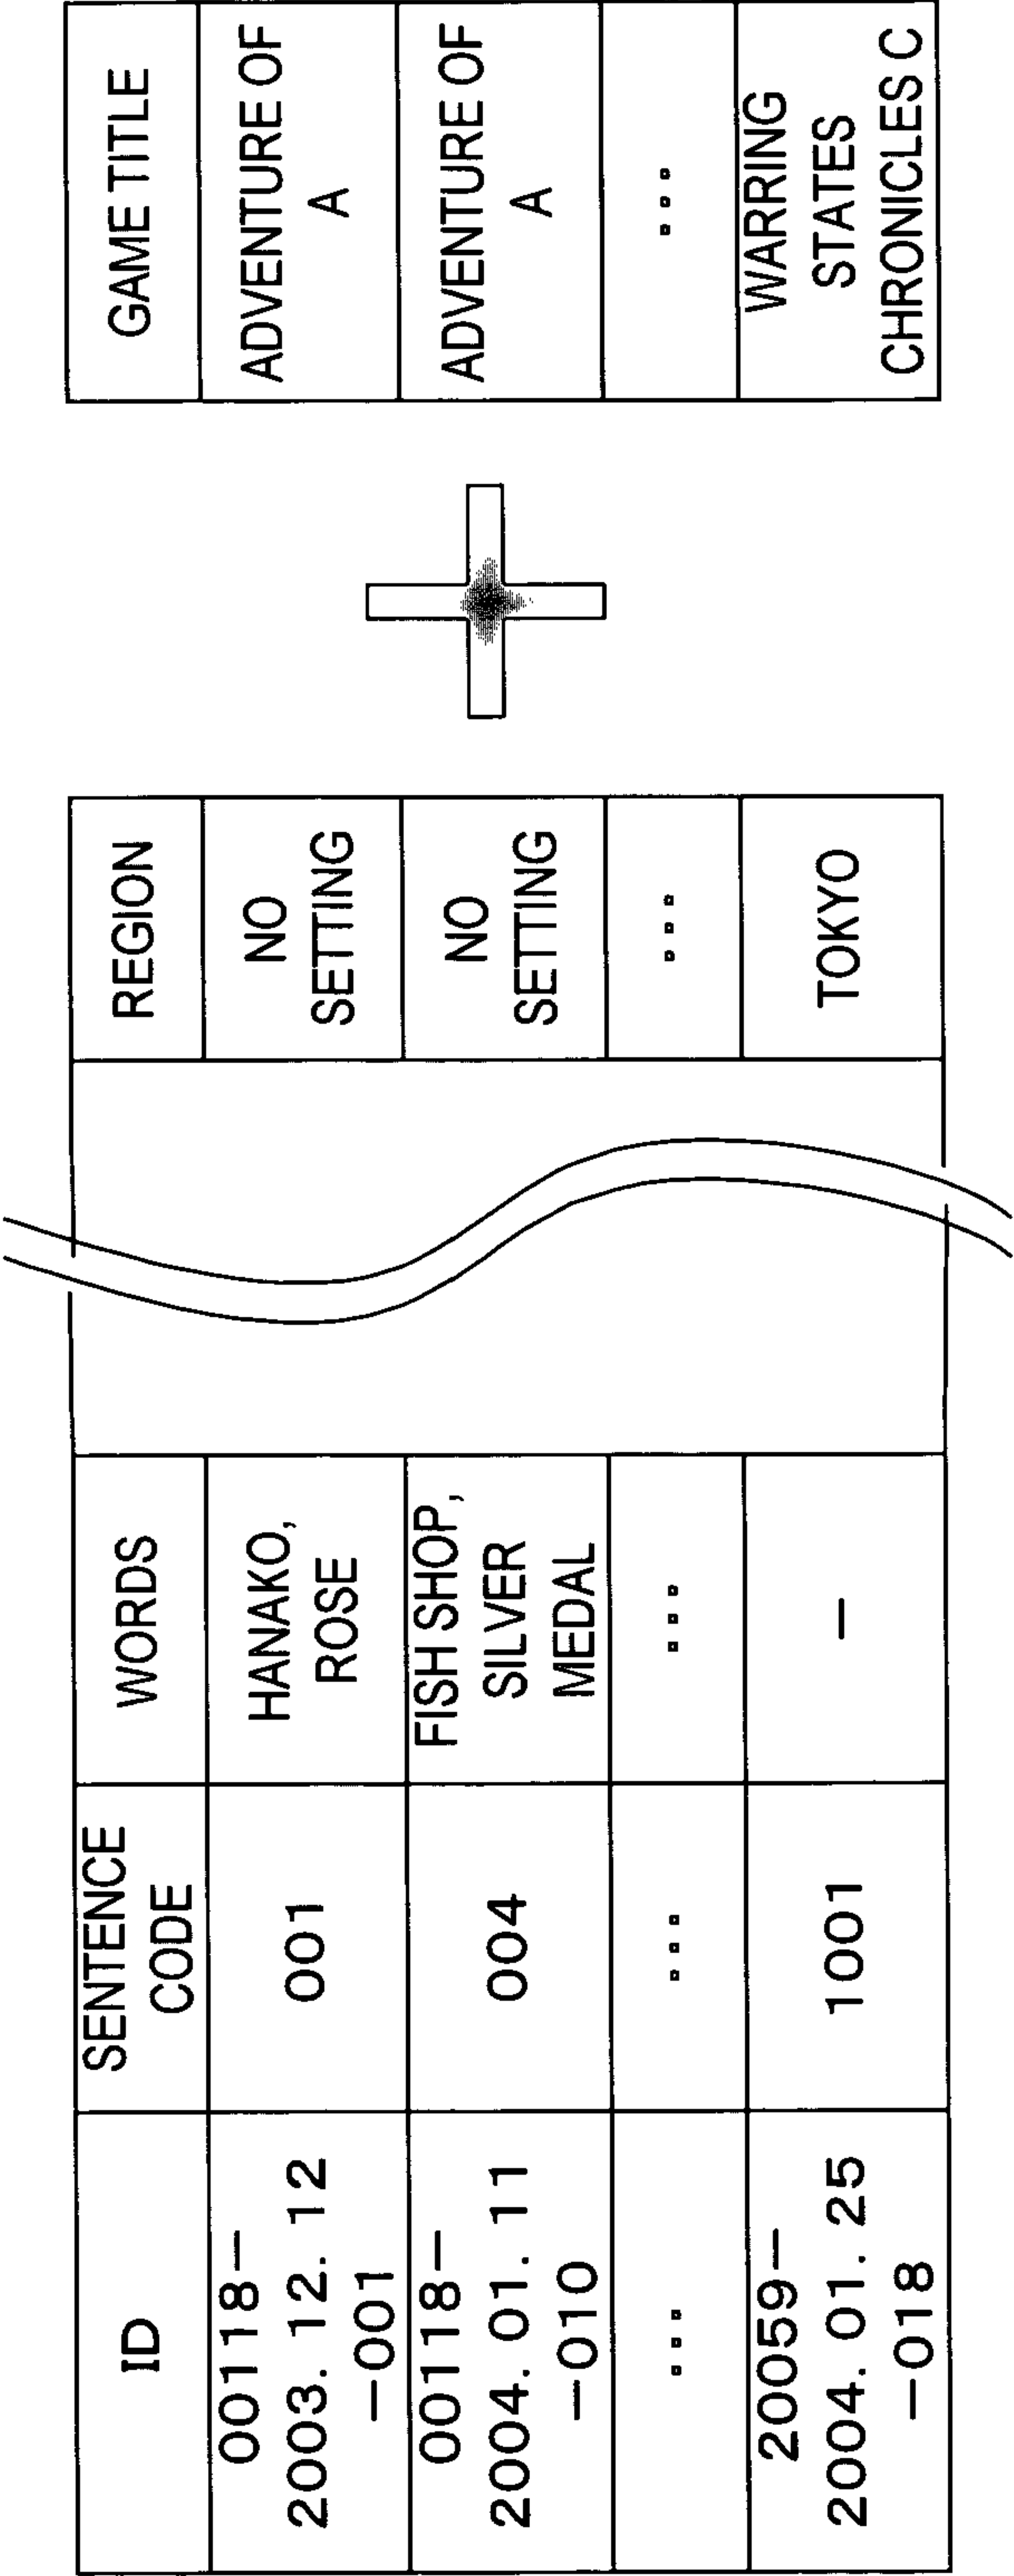 ID
SENTENCE
CODE
WORDS
REGION
GAME TITLE
00118—
2003. 12. 12
—001
001
HANAKO,
ROSE
NO
SETTING
ADVENTURE OF
A
00118—
2004. 01. 11
—010
004
FISH SHOP,
SILVER
MEDAL
NO
SETTING
ADVENTURE OF
A
...
...
...
...
...
20059—
2004. 01. 25
—018
1001
—
TOKYO
WARRING
STATES
CHRONICLES C